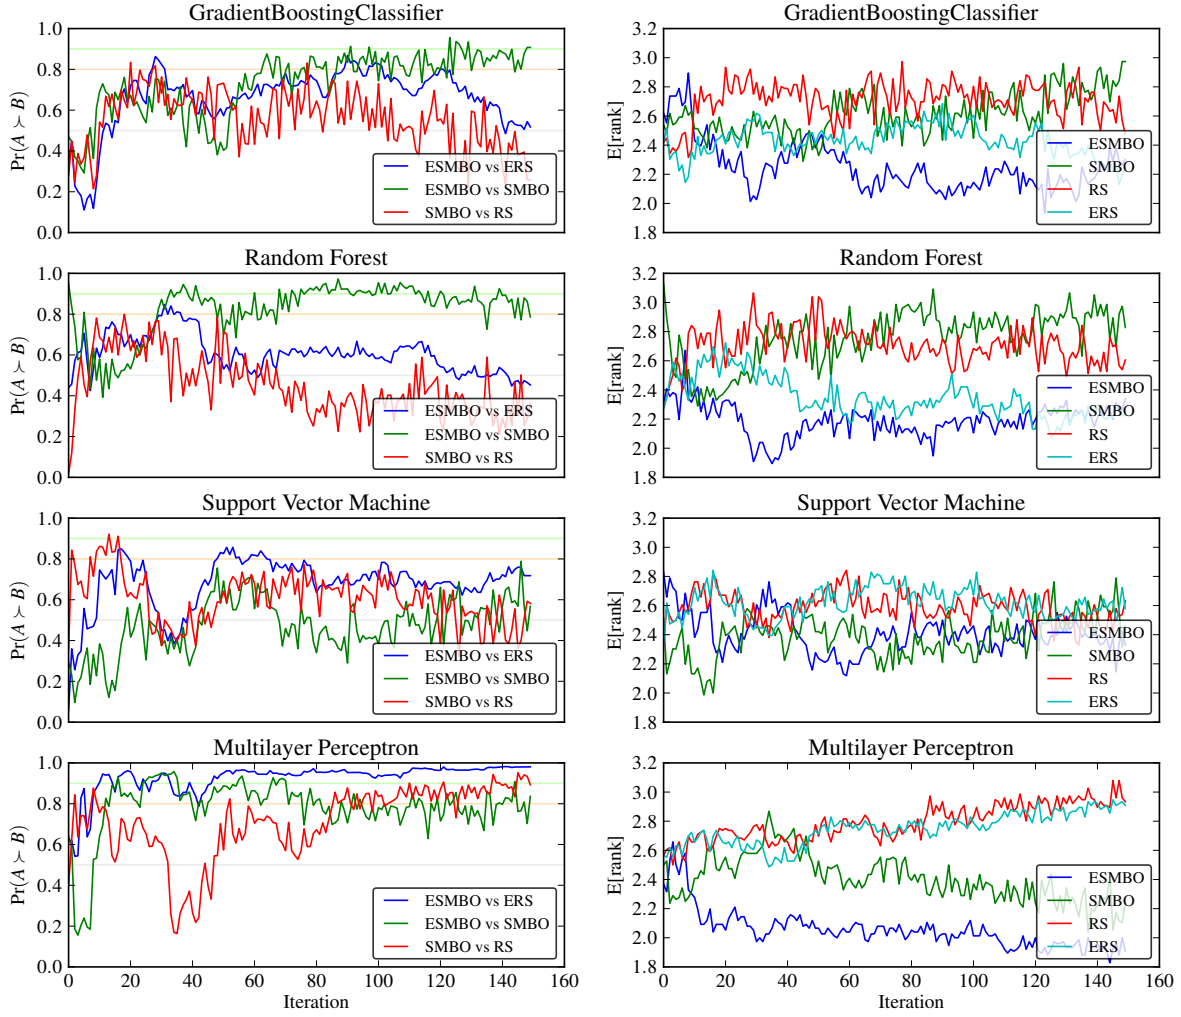 GradientBoostingClassifier
Pr(A ≻ B)
1.0
0.8
0.6
0.4
0.2
0.0
ESMBO vs ERS
ESMBO vs SMBO
SMBO vs RS
GradientBoostingClassifier
E[rank]
3.2
3.0
2.8
2.6
2.4
2.2
2.0
1.8
ESMBO
SMBO
RS
ERS
Random Forest
Pr(A ≻ B)
1.0
0.8
0.6
0.4
0.2
0.0
ESMBO vs ERS
ESMBO vs SMBO
SMBO vs RS
Random Forest
E[rank]
3.2
3.0
2.8
2.6
2.4
2.2
2.0
1.8
ESMBO
SMBO
RS
ERS
Support Vector Machine
Pr(A ≻ B)
1.0
0.8
0.6
0.4
0.2
0.0
ESMBO vs ERS
ESMBO vs SMBO
SMBO vs RS
Support Vector Machine
E[rank]
3.2
3.0
2.8
2.6
2.4
2.2
2.0
1.8
ESMBO
SMBO
RS
ERS
Multilayer Perceptron
Pr(A ≻ B)
1.0
0.8
0.6
0.4
0.2
0.0
ESMBO vs ERS
ESMBO vs SMBO
SMBO vs RS
0 20 40 60 80 100 120 140 160
Iteration
Multilayer Perceptron
E[rank]
3.2
3.0
2.8
2.6
2.4
2.2
2.0
1.8
ESMBO
SMBO
RS
ERS
0 20 40 60 80 100 120 140 160
Iteration